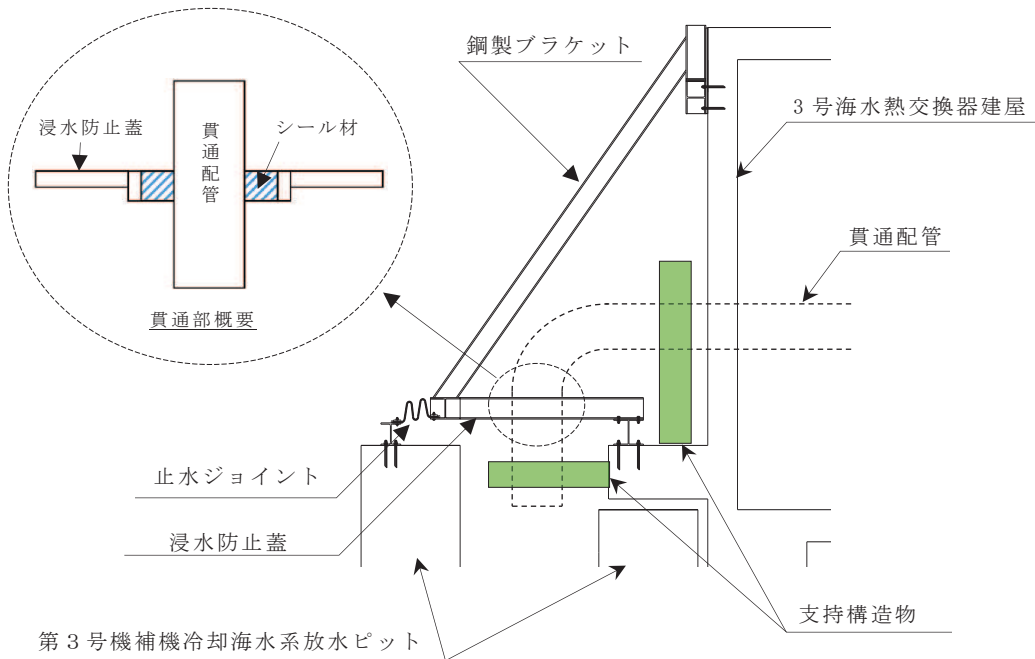 鋼製ブラケット
3号海水熱交換器建屋
浸水防止蓋
貫通配管
シール材
貫通部概要
貫通配管
止水ジョイント
浸水防止蓋
支持構造物
第3号機補機冷却海水系放水ピット